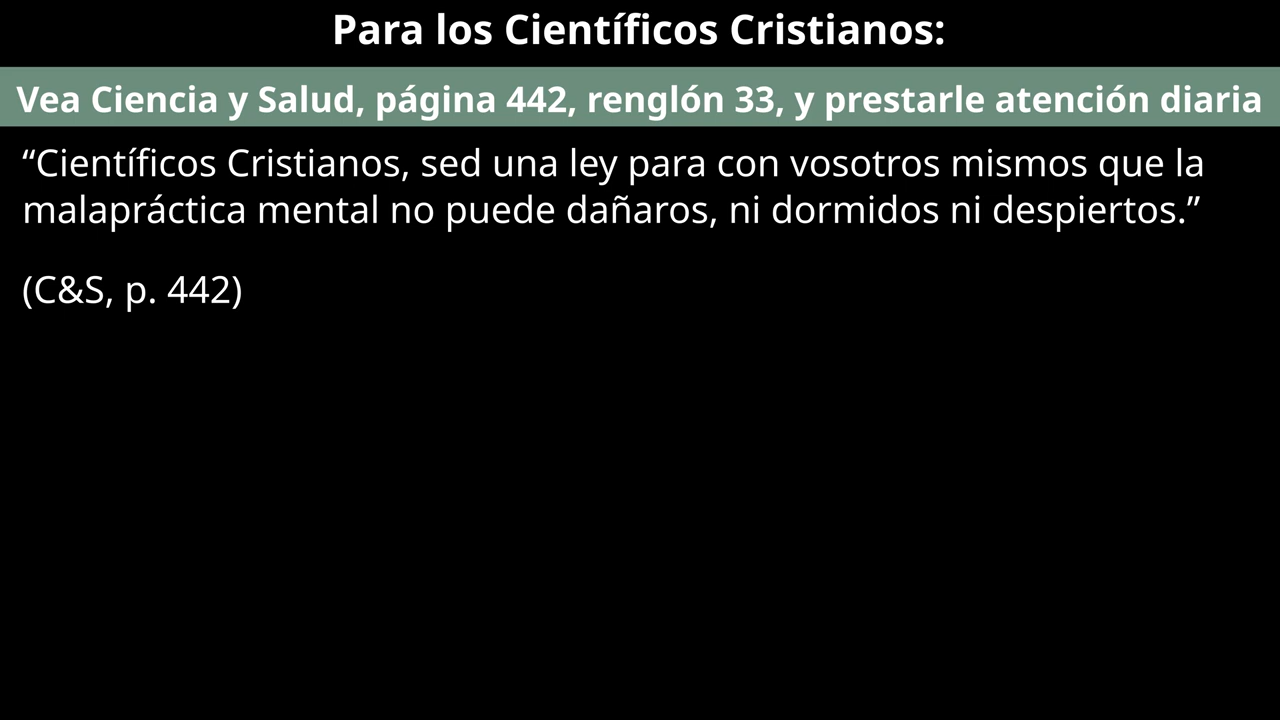 Para los Científicos Cristianos:
Vea Ciencia y Salud, página 442, renglón 33, y prestarle atención diaria
“Científicos Cristianos, sed una ley para con vosotros mismos que la
malapráctica mental no puede dañaros, ni dormidos ni despiertos.”
(C&S, p. 442)